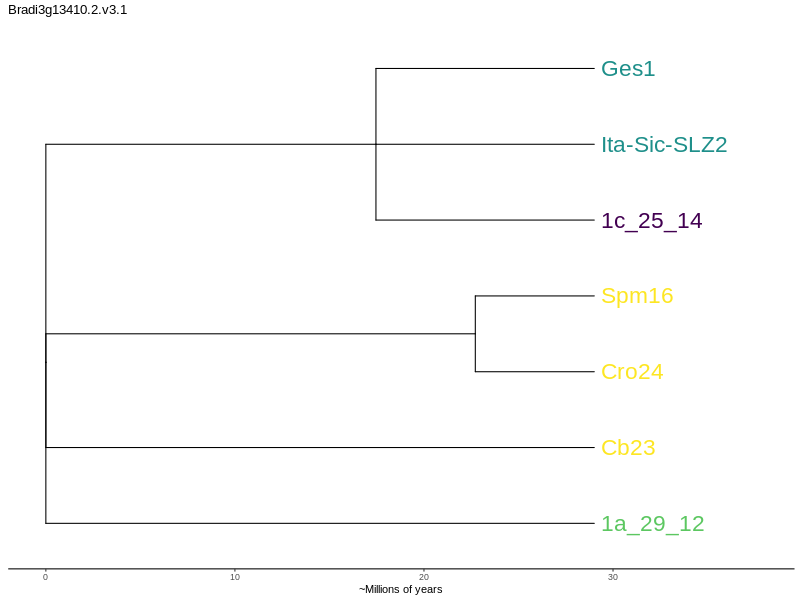 Bradi3g13410.2.v3.1
Ges1
Ita-Sic-SLZ2
1c_25_14
Spm16
Cro24
Cb23
1a_29_12
0 10 20 30
~Millions of years